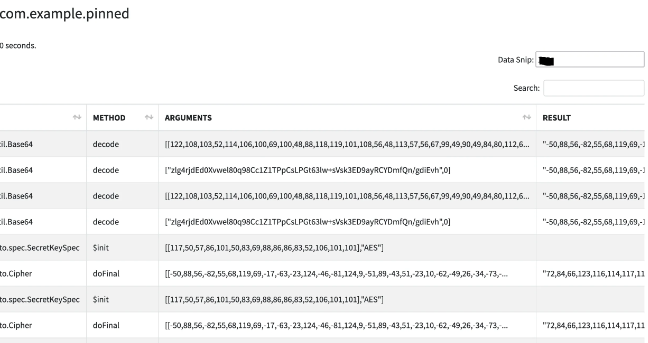 com.example.pinned
0 seconds.
Data Snip:
Search:
METHOD ARGUMENTS RESULT
til.Base64 decode [[122,108,103,52,114,106,100,69,100,48,88,118,119,101,108,56,48,113,57,56,67,99,49,90,49,84,80,112,6... "-50,88,56,-82,55,68,119,69,-1
til.Base64 decode ["zlg4rjdEd0Xvwel80q98Cc1Z1TPpCsLPGt63lw+sVsk3ED9ayRCYDmfQn/gdiEvh",0] "-50,88,56,-82,55,68,119,69,-1
til.Base64 decode [[122,108,103,52,114,106,100,69,100,48,88,118,119,101,108,56,48,113,57,56,67,99,49,90,49,84,80,112,6... "-50,88,56,-82,55,68,119,69,-1
til.Base64 decode ["zlg4rjdEd0Xvwel80q98Cc1Z1TPpCsLPGt63lw+sVsk3ED9ayRCYDmfQn/gdiEvh",0] "-50,88,56,-82,55,68,119,69,-1
to.spec.SecretKeySpec $init [[117,50,57,86,101,50,83,69,88,86,86,83,52,106,101,101],"AES"]
to.Cipher doFinal [[-50,88,56,-82,55,68,119,69,-17,-63,-23,124,-46,-81,124,9,-51,89,-43,51,-23,10,-62,-49,26,-34,-73,-... "72,84,66,123,116,114,117,11
to.spec.SecretKeySpec $init [[117,50,57,86,101,50,83,69,88,86,86,83,52,106,101,101],"AES"]
to.Cipher doFinal [[-50,88,56,-82,55,68,119,69,-17,-63,-23,124,-46,-81,124,9,-51,89,-43,51,-23,10,-62,-49,26,-34,-73,-... "72,84,66,123,116,114,117,11